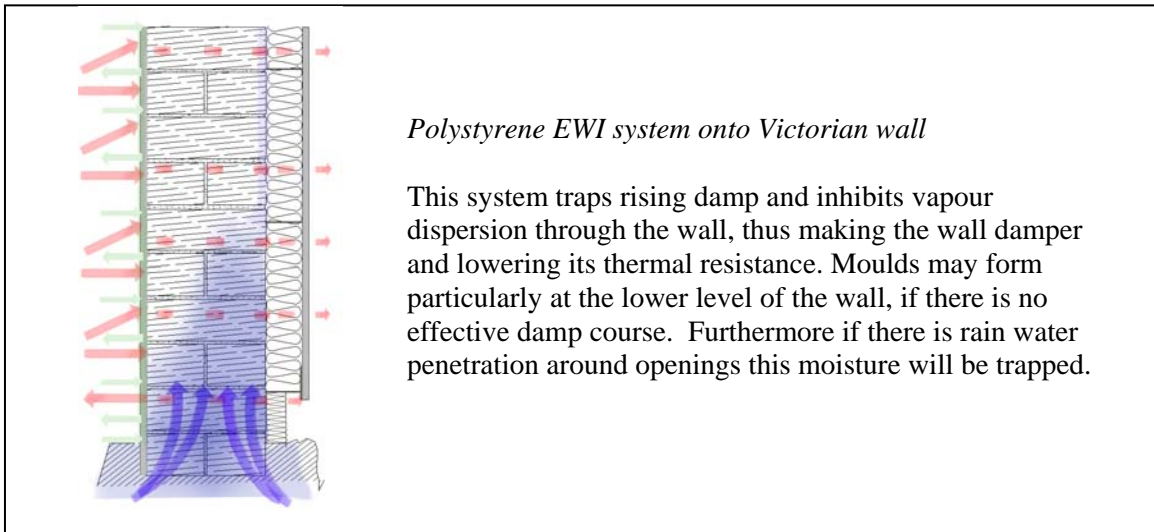 Polystyrene EWI system onto Victorian wall
This system traps rising damp and inhibits vapour
dispersion through the wall, thus making the wall damper
and lowering its thermal resistance. Moulds may form
particularly at the lower level of the wall, if there is no
effective damp course.  Furthermore if there is rain water
penetration around openings this moisture will be trapped.